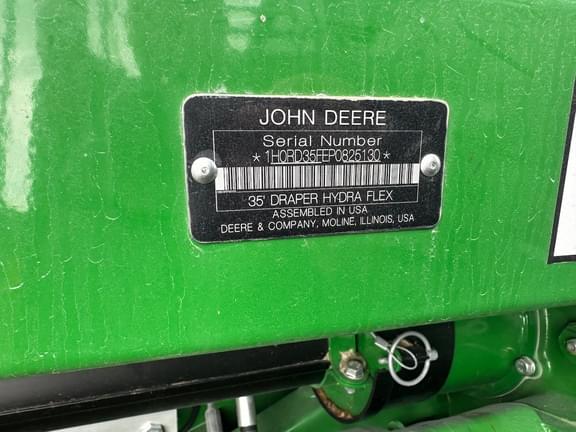 JOHN DEERE
Serial Number
*1H0RD35FEP0825130*
35' DRAPER HYDRA FLEX
ASSEMBLED IN USA
DEERE & COMPANY, MOLINE, ILLINOIS, USA